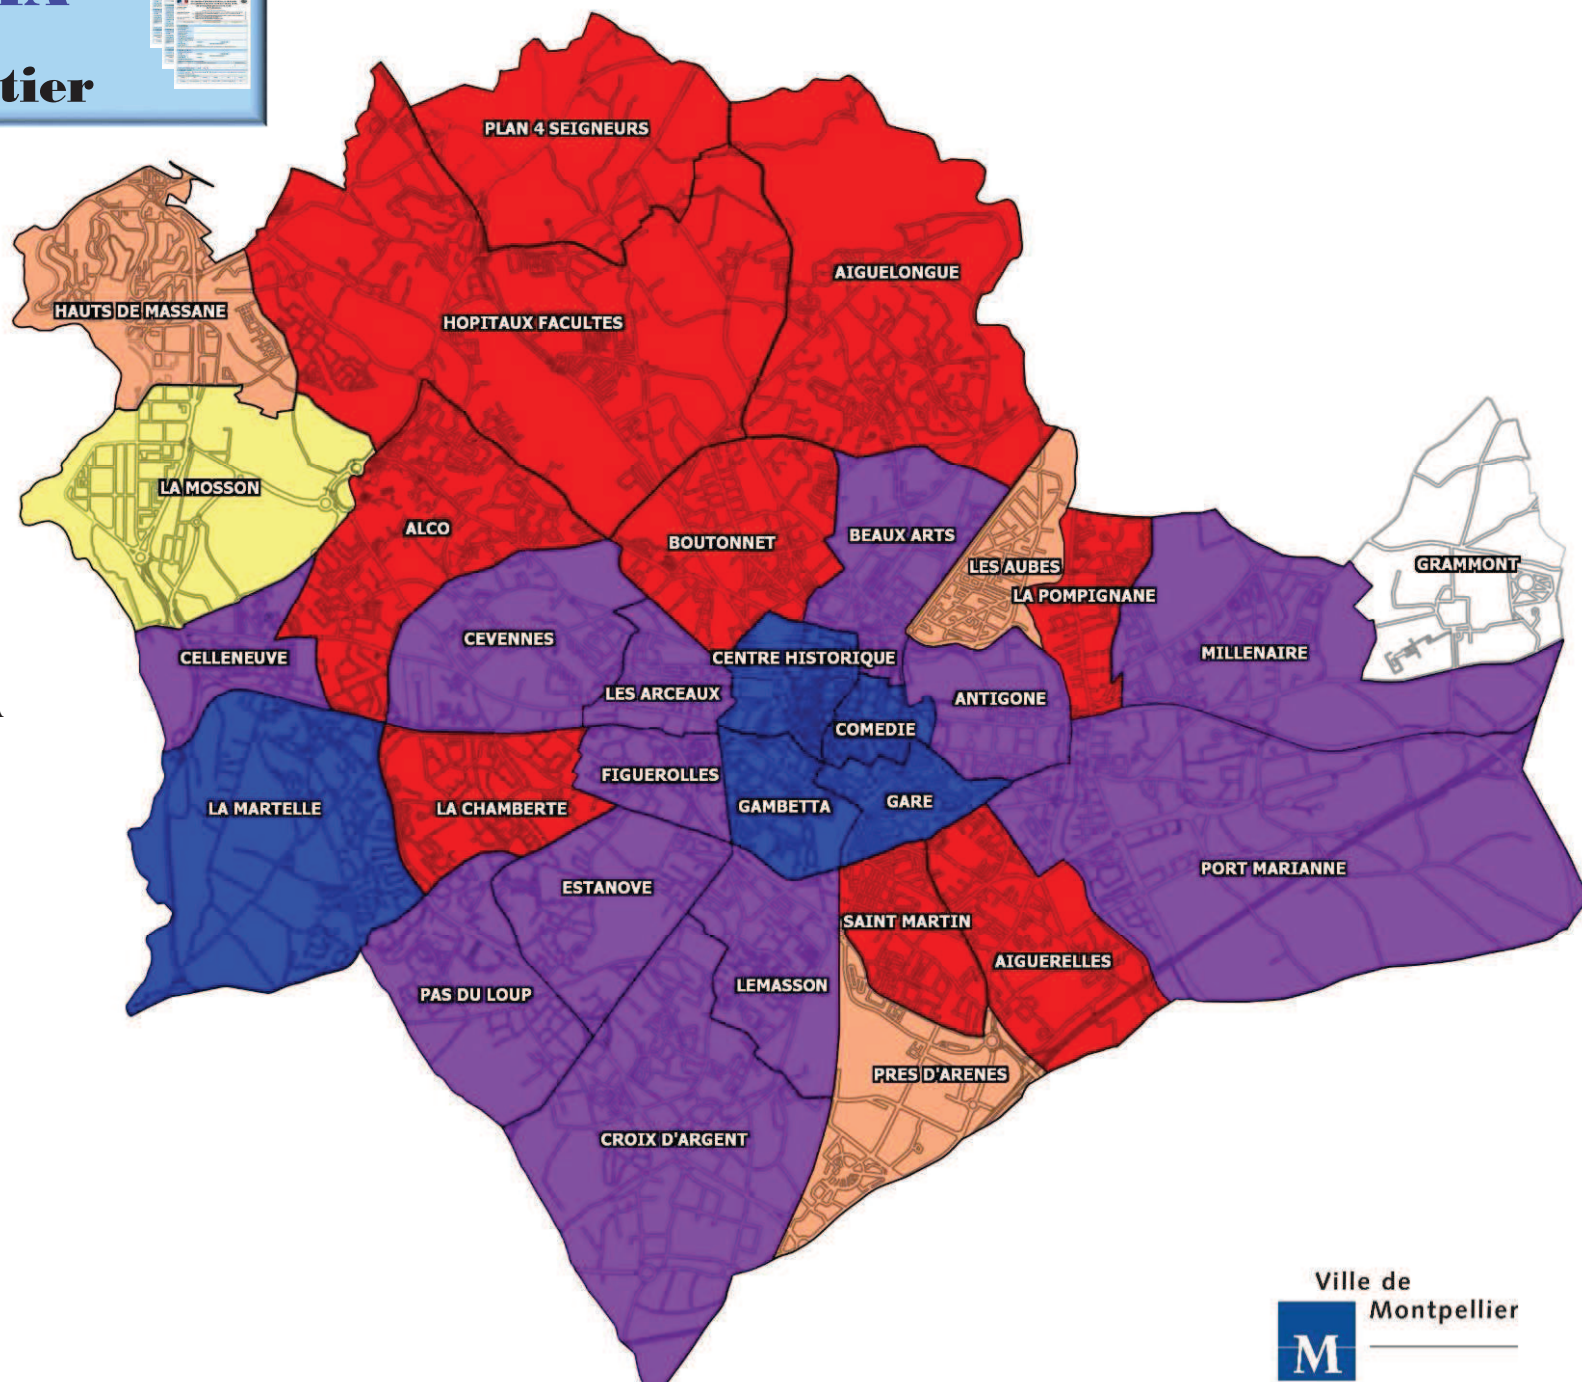 tier
PLAN 4 SEIGNEURS
AIGUELONGUE
HAUTS DE MASSANE
HOPITAUX FACULTES
LA MOSSON
ALCO
BOUTONNET
BEAUX ARTS
LES AUBES
GRAMMONT
LA POMPIGNANE
CEVENNES
CELLENEUVE
CENTRE HISTORIQUE
MILLENAIRE
LES ARCEAUX
ANTIGONE
COMEDIE
FIGUEROLLES
LA MARTELLE
LA CHAMBERTE
GAMBETTA
GARE
PORT MARIANNE
ESTANOVE
SAINT MARTIN
AIGUERELLES
LEMASSON
PAS DU LOUP
PRES D'ARENES
CROIX D'ARGENT
Ville de
Montpellier
M